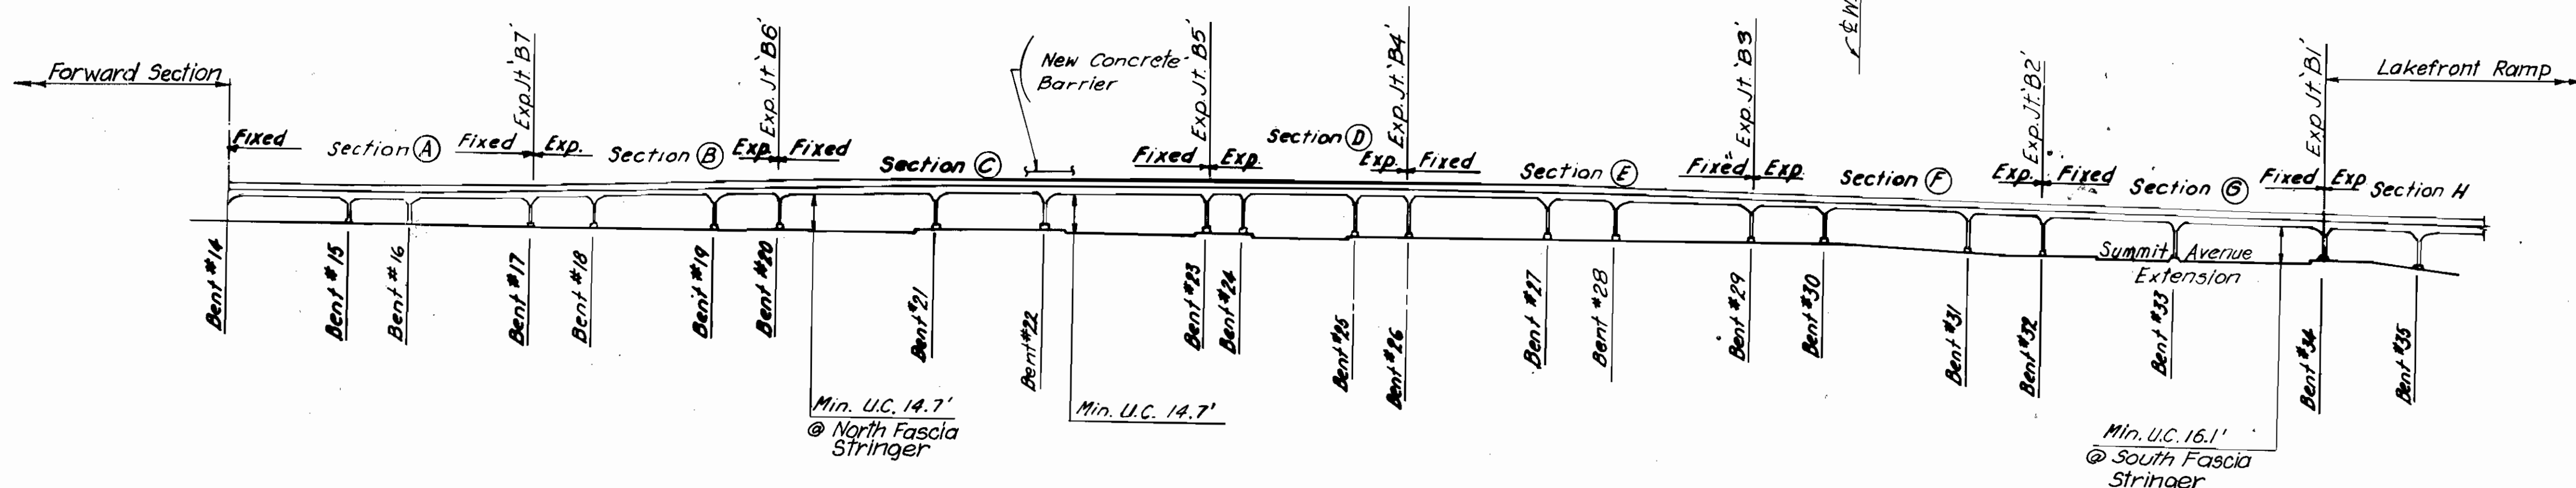 Forward Section
Exp. Jt. 'B7'
Exp. Jt. 'B6'
New Concrete
Barrier
Exp. Jt. 'B5'
Exp. Jt. 'B4'
Exp. Jt. 'B3'
Exp. Jt. 'B2'
Exp. Jt. 'B1'
Lakefront Ramp
Fixed
Section A
Fixed
Exp.
Section B
Exp.
Fixed
Section C
Fixed
Exp.
Section D
Exp.
Fixed
Section E
Fixed
Exp.
Section F
Exp.
Fixed
Section G
Fixed
Exp
Section H
Summit Avenue
Extension
Bent #14
Bent #15
Bent #16
Bent #17
Bent #18
Bent #19
Bent #20
Bent #21
Bent #22
Bent #23
Bent #24
Bent #25
Bent #26
Bent #27
Bent #28
Bent #29
Bent #30
Bent #31
Bent #32
Bent #33
Bent #34
Bent #35
Min. U.C. 14.7'
@ North Fascia
Stringer
Min. U.C. 14.7'
Min. U.C. 16.1'
@ South Fascia
Stringer